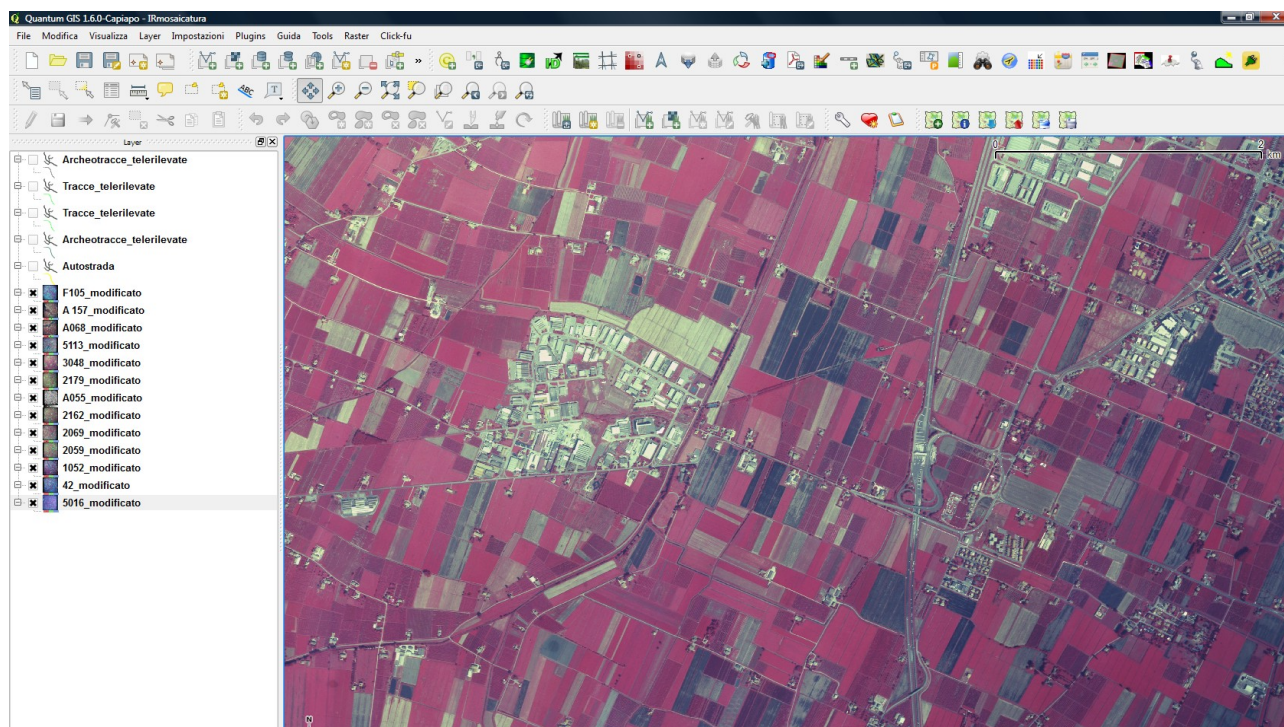 Quantum GIS 1.6.0-Capiapo - IRmosaicatura
File Modifica Visualizza Layer Impostazioni Plugins Guida Tools Raster Click-fu
Layer
Archeotracce_telerilevate
Tracce_telerilevate
Tracce_telerilevate
Archeotracce_telerilevate
Autostrada
F105_modificato
A 157_modificato
A068_modificato
5113_modificato
3048_modificato
2179_modificato
A055_modificato
2162_modificato
2069_modificato
2059_modificato
1052_modificato
42_modificato
5016_modificato
0 2
km
N